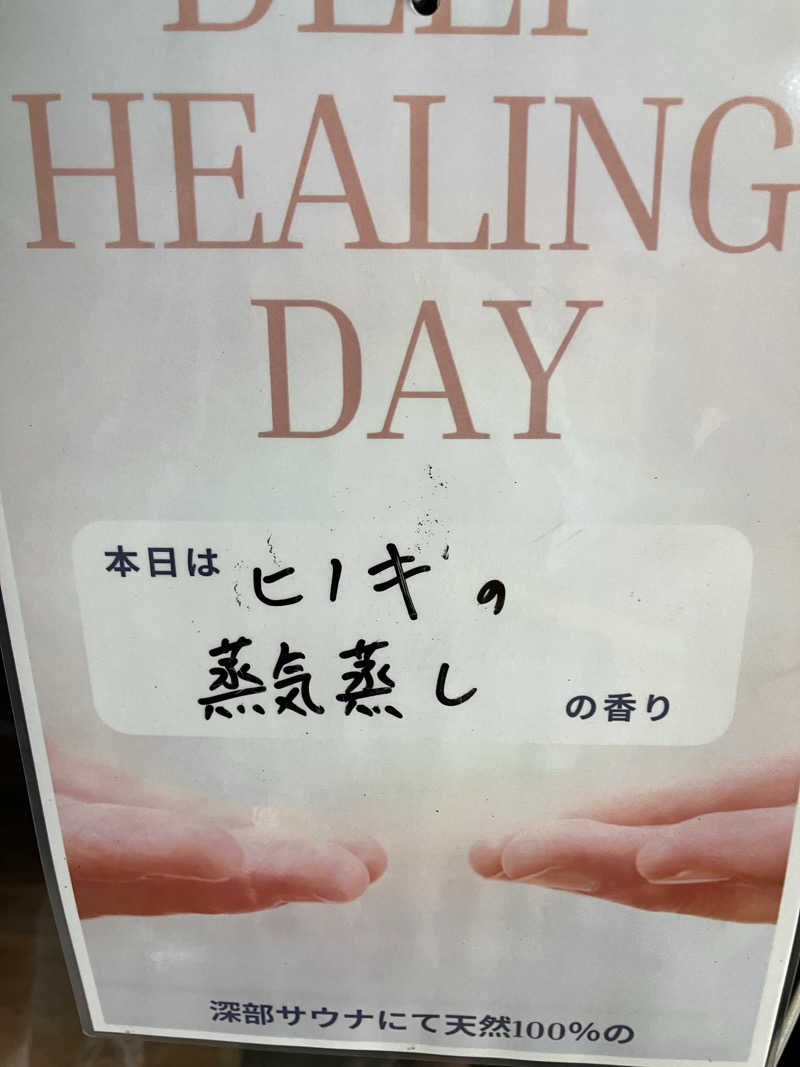 DEEP
HEALING
DAY
本日は ヒノキの
蒸気蒸し の香り
深部サウナにて天然100%の